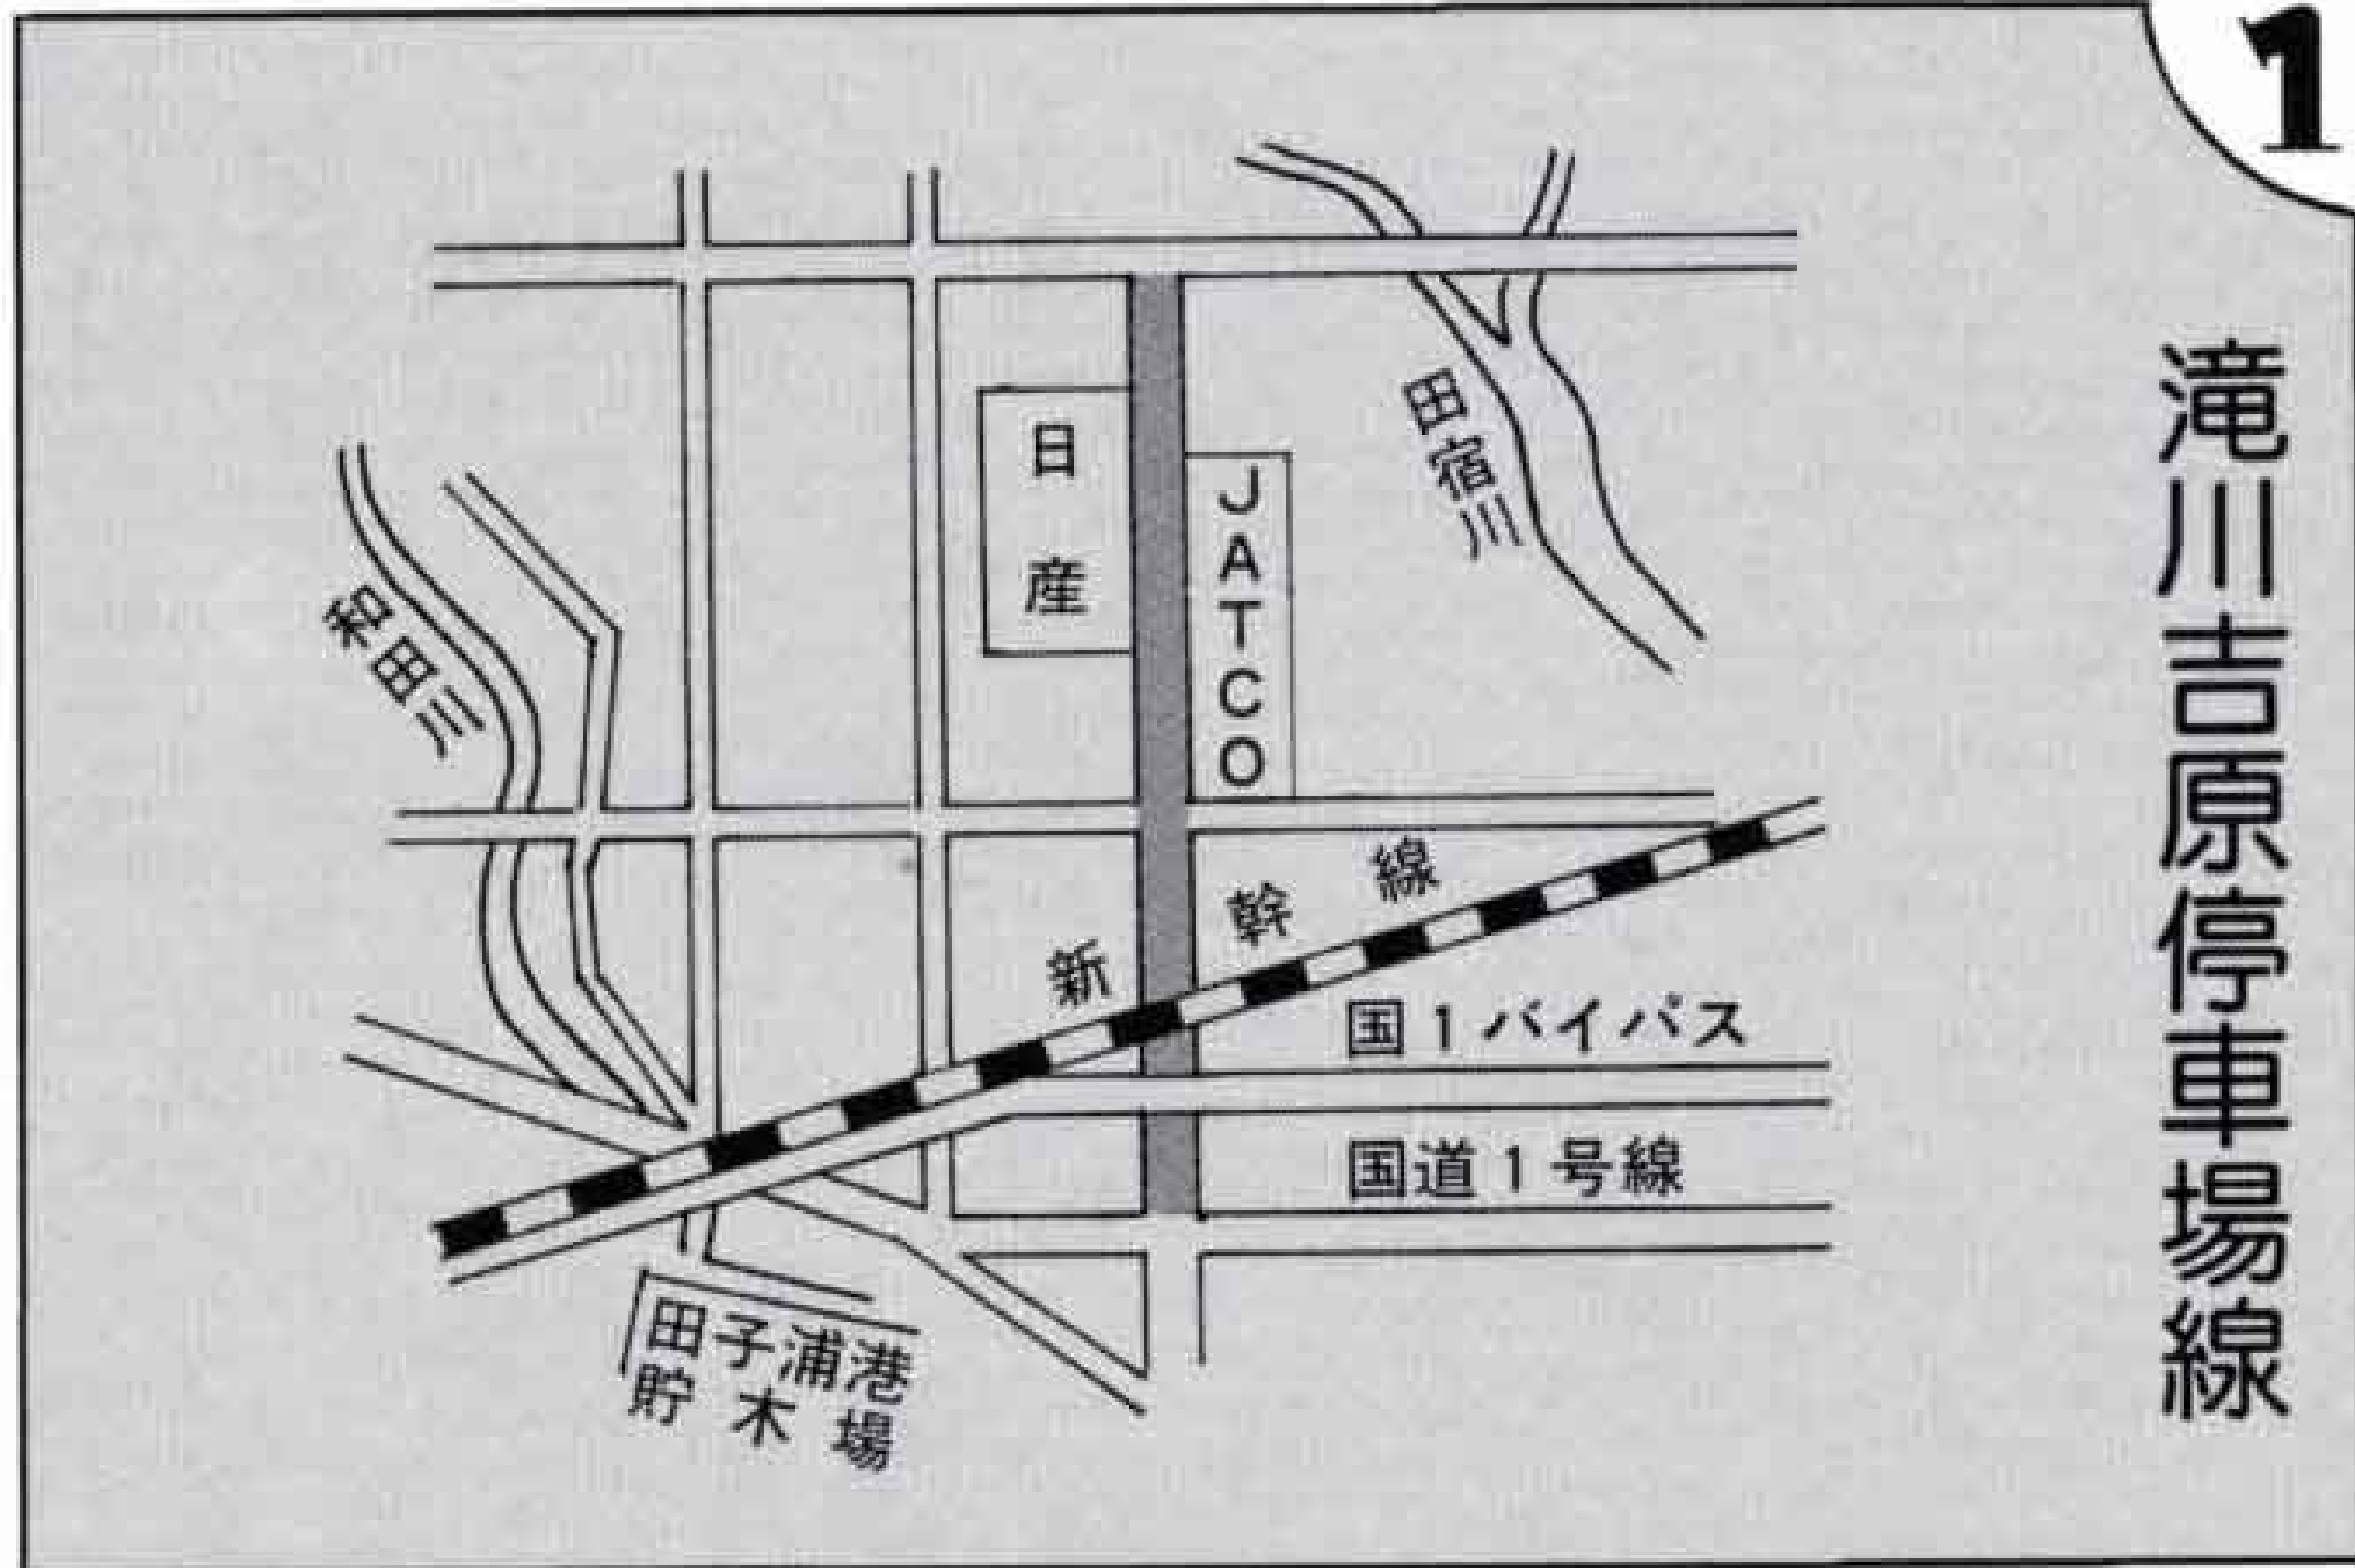 1
滝川吉原停車場線
日産
JATCO
田宿川
和田川
新幹線
国1バイパス
国道1号線
田子浦港
貯木場